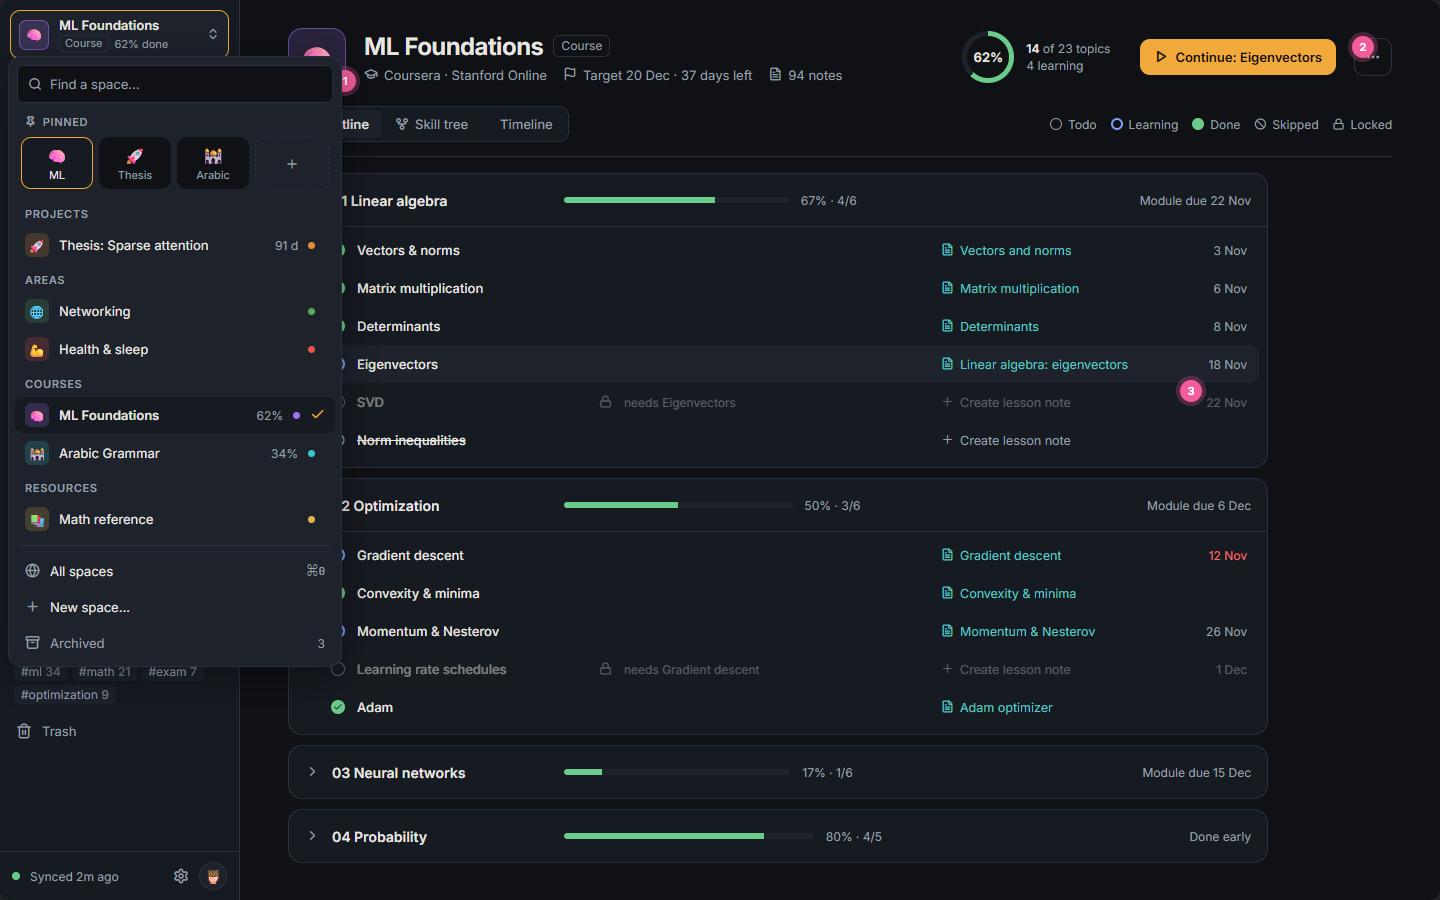 ML Foundations
Course 62% done
Find a space...
PINNED
ML
Thesis
Arabic
+
PROJECTS
Thesis: Sparse attention 91 d
AREAS
Networking
Health & sleep
COURSES
ML Foundations 62%
Arabic Grammar 34%
RESOURCES
Math reference
All spaces ⌘0
New space...
Archived 3
#ml 34 #math 21 #exam 7
#optimization 9
Trash
Synced 2m ago
ML Foundations Course
Coursera · Stanford Online Target 20 Dec · 37 days left 94 notes
1
62%
14 of 23 topics
4 learning
Continue: Eigenvectors
2
tline Skill tree Timeline
Todo Learning Done Skipped Locked
1 Linear algebra 67% · 4/6 Module due 22 Nov
Vectors & norms Vectors and norms 3 Nov
Matrix multiplication Matrix multiplication 6 Nov
Determinants Determinants 8 Nov
Eigenvectors Linear algebra: eigenvectors 18 Nov
3
SVD needs Eigenvectors + Create lesson note 22 Nov
Norm inequalities + Create lesson note
2 Optimization 50% · 3/6 Module due 6 Dec
Gradient descent Gradient descent 12 Nov
Convexity & minima Convexity & minima
Momentum & Nesterov Momentum & Nesterov 26 Nov
Learning rate schedules needs Gradient descent + Create lesson note 1 Dec
Adam Adam optimizer
03 Neural networks 17% · 1/6 Module due 15 Dec
04 Probability 80% · 4/5 Done early